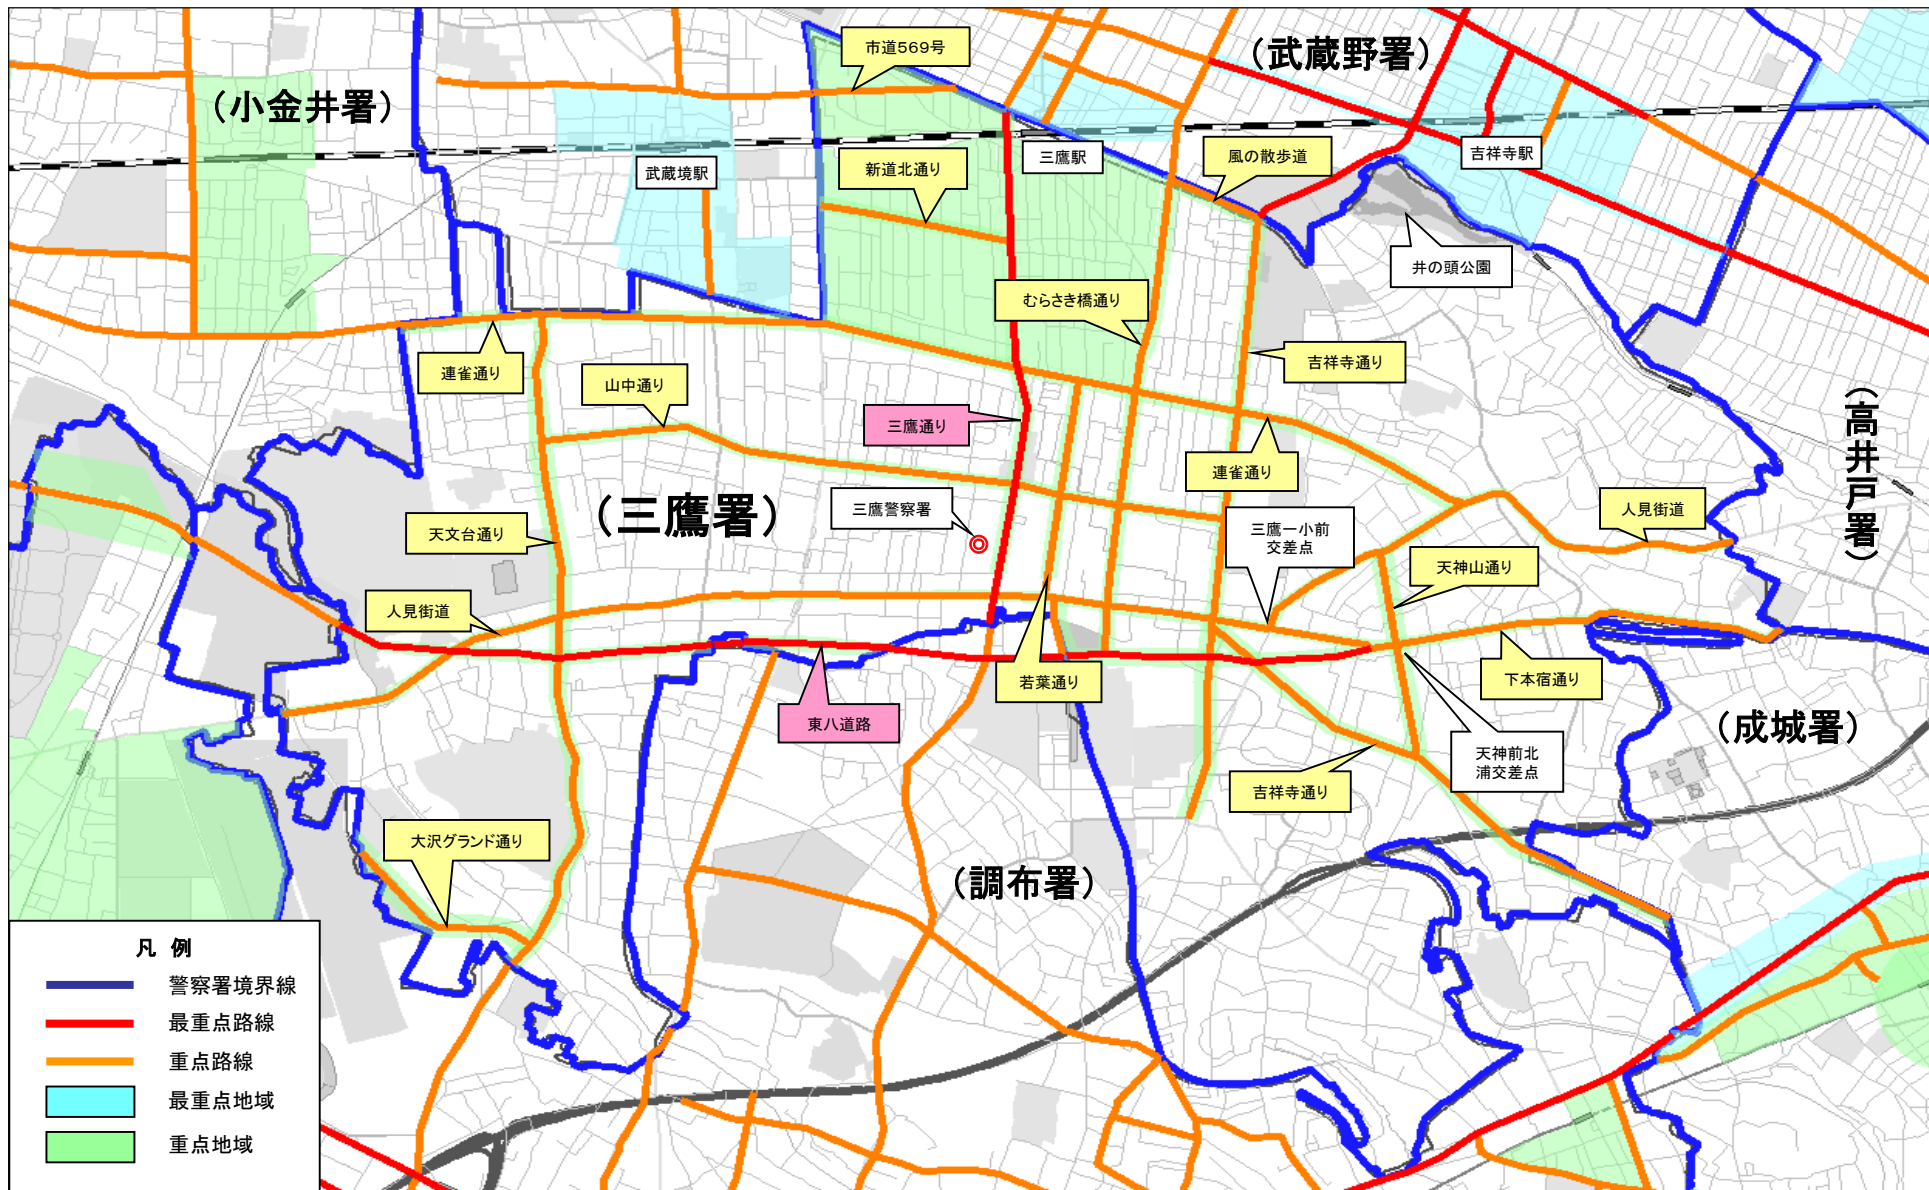 市道569号
(武蔵野署)
(小金井署)
武蔵境駅
新道北通り
三鷹駅
風の散歩道
吉祥寺駅
井の頭公園
むらさき橋通り
連雀通り
山中通り
吉祥寺通り
三鷹通り
連雀通り
(高井戸署)
(三鷹署)
三鷹警察署
三鷹一小前
交差点
人見街道
天文台通り
天神山通り
人見街道
若葉通り
下本宿通り
東八道路
天神前北
浦交差点
(成城署)
吉祥寺通り
大沢グランド通り
(調布署)
凡 例
警察署境界線
最重点路線
重点路線
最重点地域
重点地域